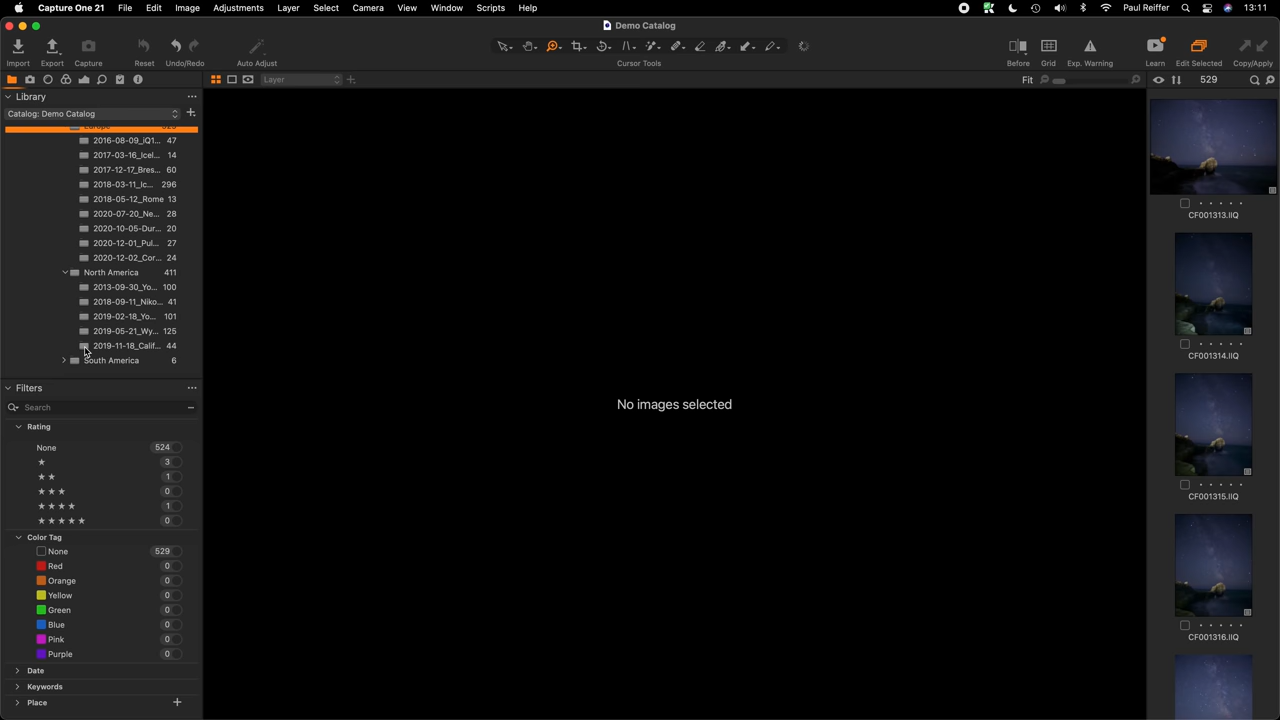 Capture One 21 File Edit Image Adjustments Layer Select Camera View Window Scripts Help Paul Reiffer 13:11
Demo Catalog
Import Export Capture Reset Undo/Redo Auto Adjust Cursor Tools Before Grid Exp. Warning Learn Edit Selected Copy/Apply
Layer Fit 529
Library
Catalog: Demo Catalog
Europe 529
2016-08-09_iQ1... 47
2017-03-16_Icel... 14
2017-12-17_Bres... 60
2018-03-11_Ic... 296
2018-05-12_Rome 13
2020-07-20_Ne... 28
2020-10-05-Dur... 20
2020-12-01_Pul... 27
2020-12-02_Cor... 24
North America 411
2013-09-30_Yo... 100
2018-09-11_Niko... 41
2019-02-18_Yo... 101
2019-05-21_Wy... 125
2019-11-18_Calif... 44
South America 6
Filters
Search
Rating
None 524
3
1
0
1
0
Color Tag
None 529
Red 0
Orange 0
Yellow 0
Green 0
Blue 0
Pink 0
Purple 0
Date
Keywords
Place
No images selected
CF001313.IIQ
CF001314.IIQ
CF001315.IIQ
CF001316.IIQ